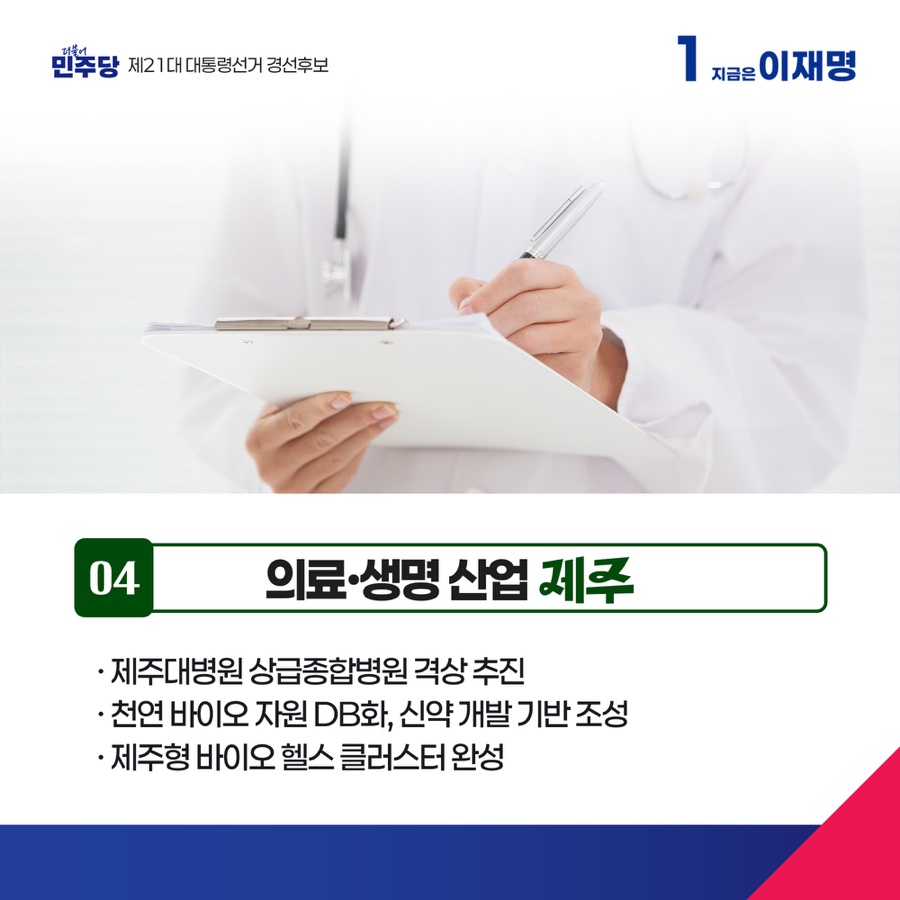 더불어
민주당 제21대 대통령선거 경선후보
1 지금은 이재명
04 의료·생명 산업 제주
· 제주대병원 상급종합병원 격상 추진
· 천연 바이오 자원 DB화, 신약 개발 기반 조성
· 제주형 바이오 헬스 클러스터 완성